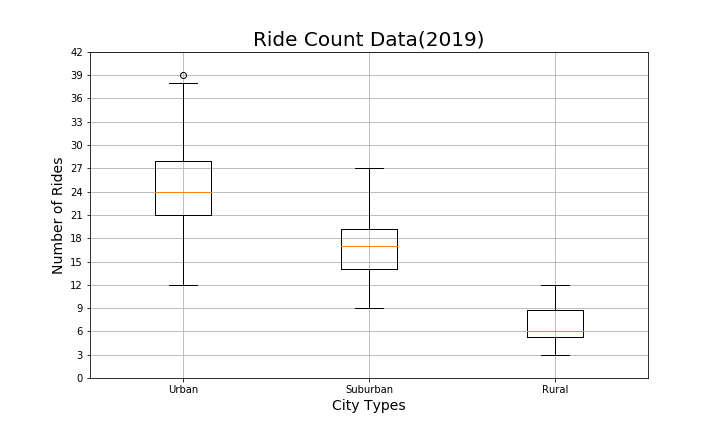 Ride Count Data(2019)
42
39
36
33
30
27
24
21
18
15
12
9
6
3
0
Number of Rides
Urban
Suburban
Rural
City Types